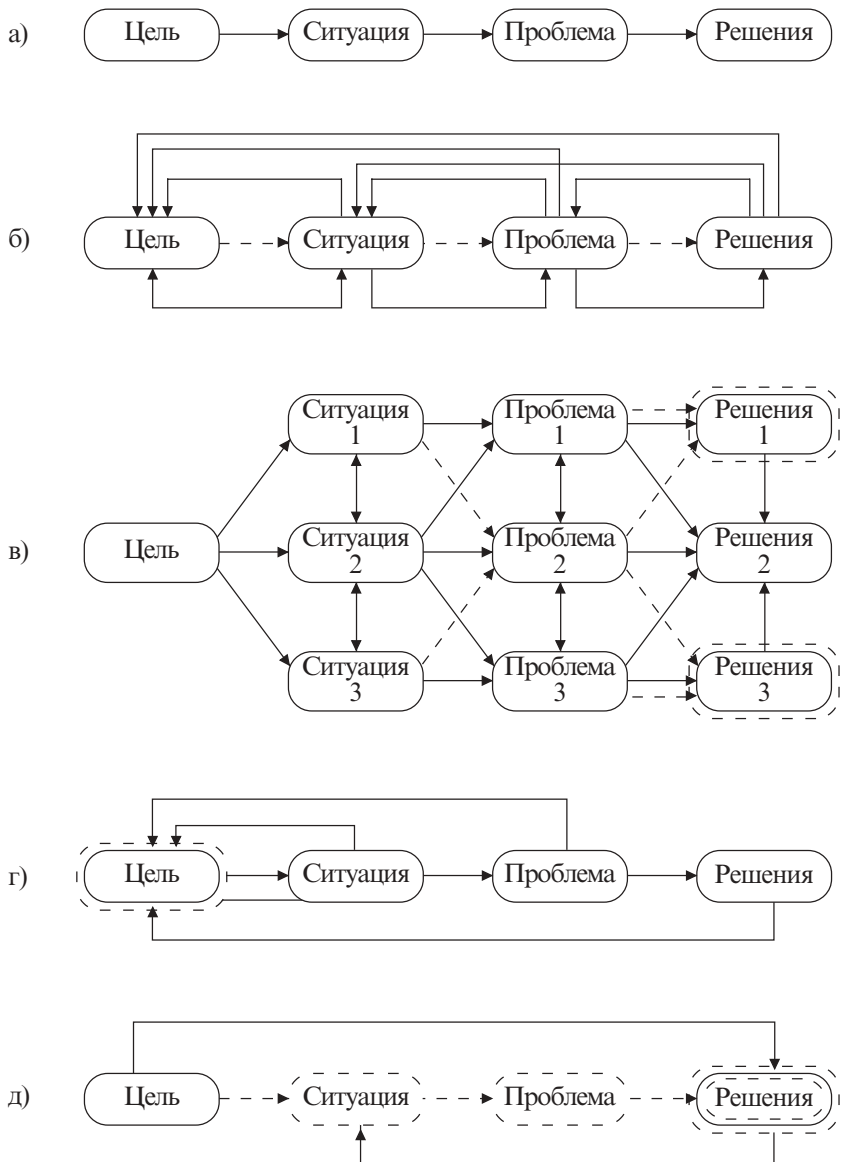 а) Цель Ситуация Проблема Решения
б) Цель Ситуация Проблема Решения
Ситуация Проблема Решения
1 1 1
в) Цель Ситуация Проблема Решения
2 2 2
Ситуация Проблема Решения
3 3 3
г) Цель Ситуация Проблема Решения
д) Цель Ситуация Проблема Решения